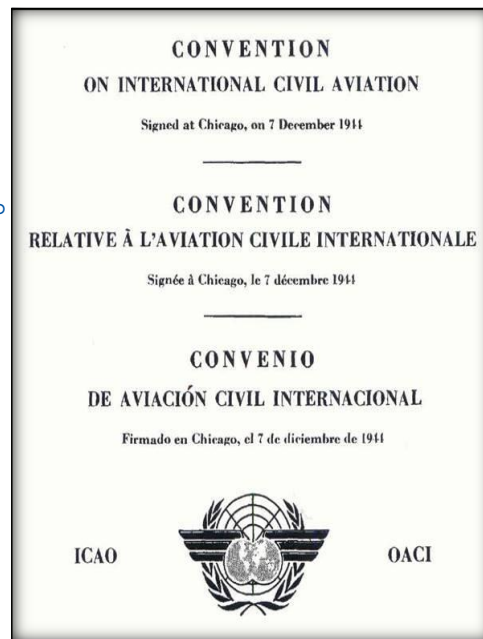 CONVENTION
ON INTERNATIONAL CIVIL AVIATION
Signed at Chicago, on 7 December 1944
CONVENTION
RELATIVE À L'AVIATION CIVILE INTERNATIONALE
Signée à Chicago, le 7 décembre 1944
CONVENIO
DE AVIACIÓN CIVIL INTERNACIONAL
Firmado en Chicago, el 7 de diciembre de 1944
ICAO OACI